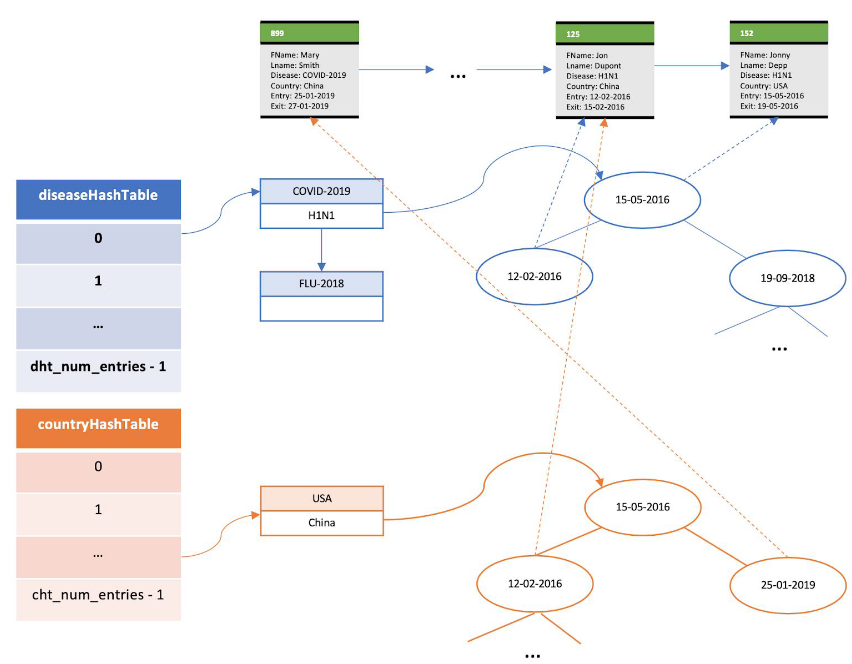 899
FName: Mary
Lname: Smith
Disease: COVID-2019
Country: China
Entry: 25-01-2019
Exit: 27-01-2019
...
125
FName: Jon
Lname: Dupont
Disease: H1N1
Country: China
Entry: 12-02-2016
Exit: 15-02-2016
152
FName: Jonny
Lname: Depp
Disease: H1N1
Country: USA
Entry: 15-05-2016
Exit: 19-05-2016
diseaseHashTable
0
1
...
dht_num_entries - 1
COVID-2019
H1N1
FLU-2018
15-05-2016
12-02-2016
19-09-2018
...
countryHashTable
0
1
...
cht_num_entries - 1
USA
China
15-05-2016
12-02-2016
25-01-2019
...